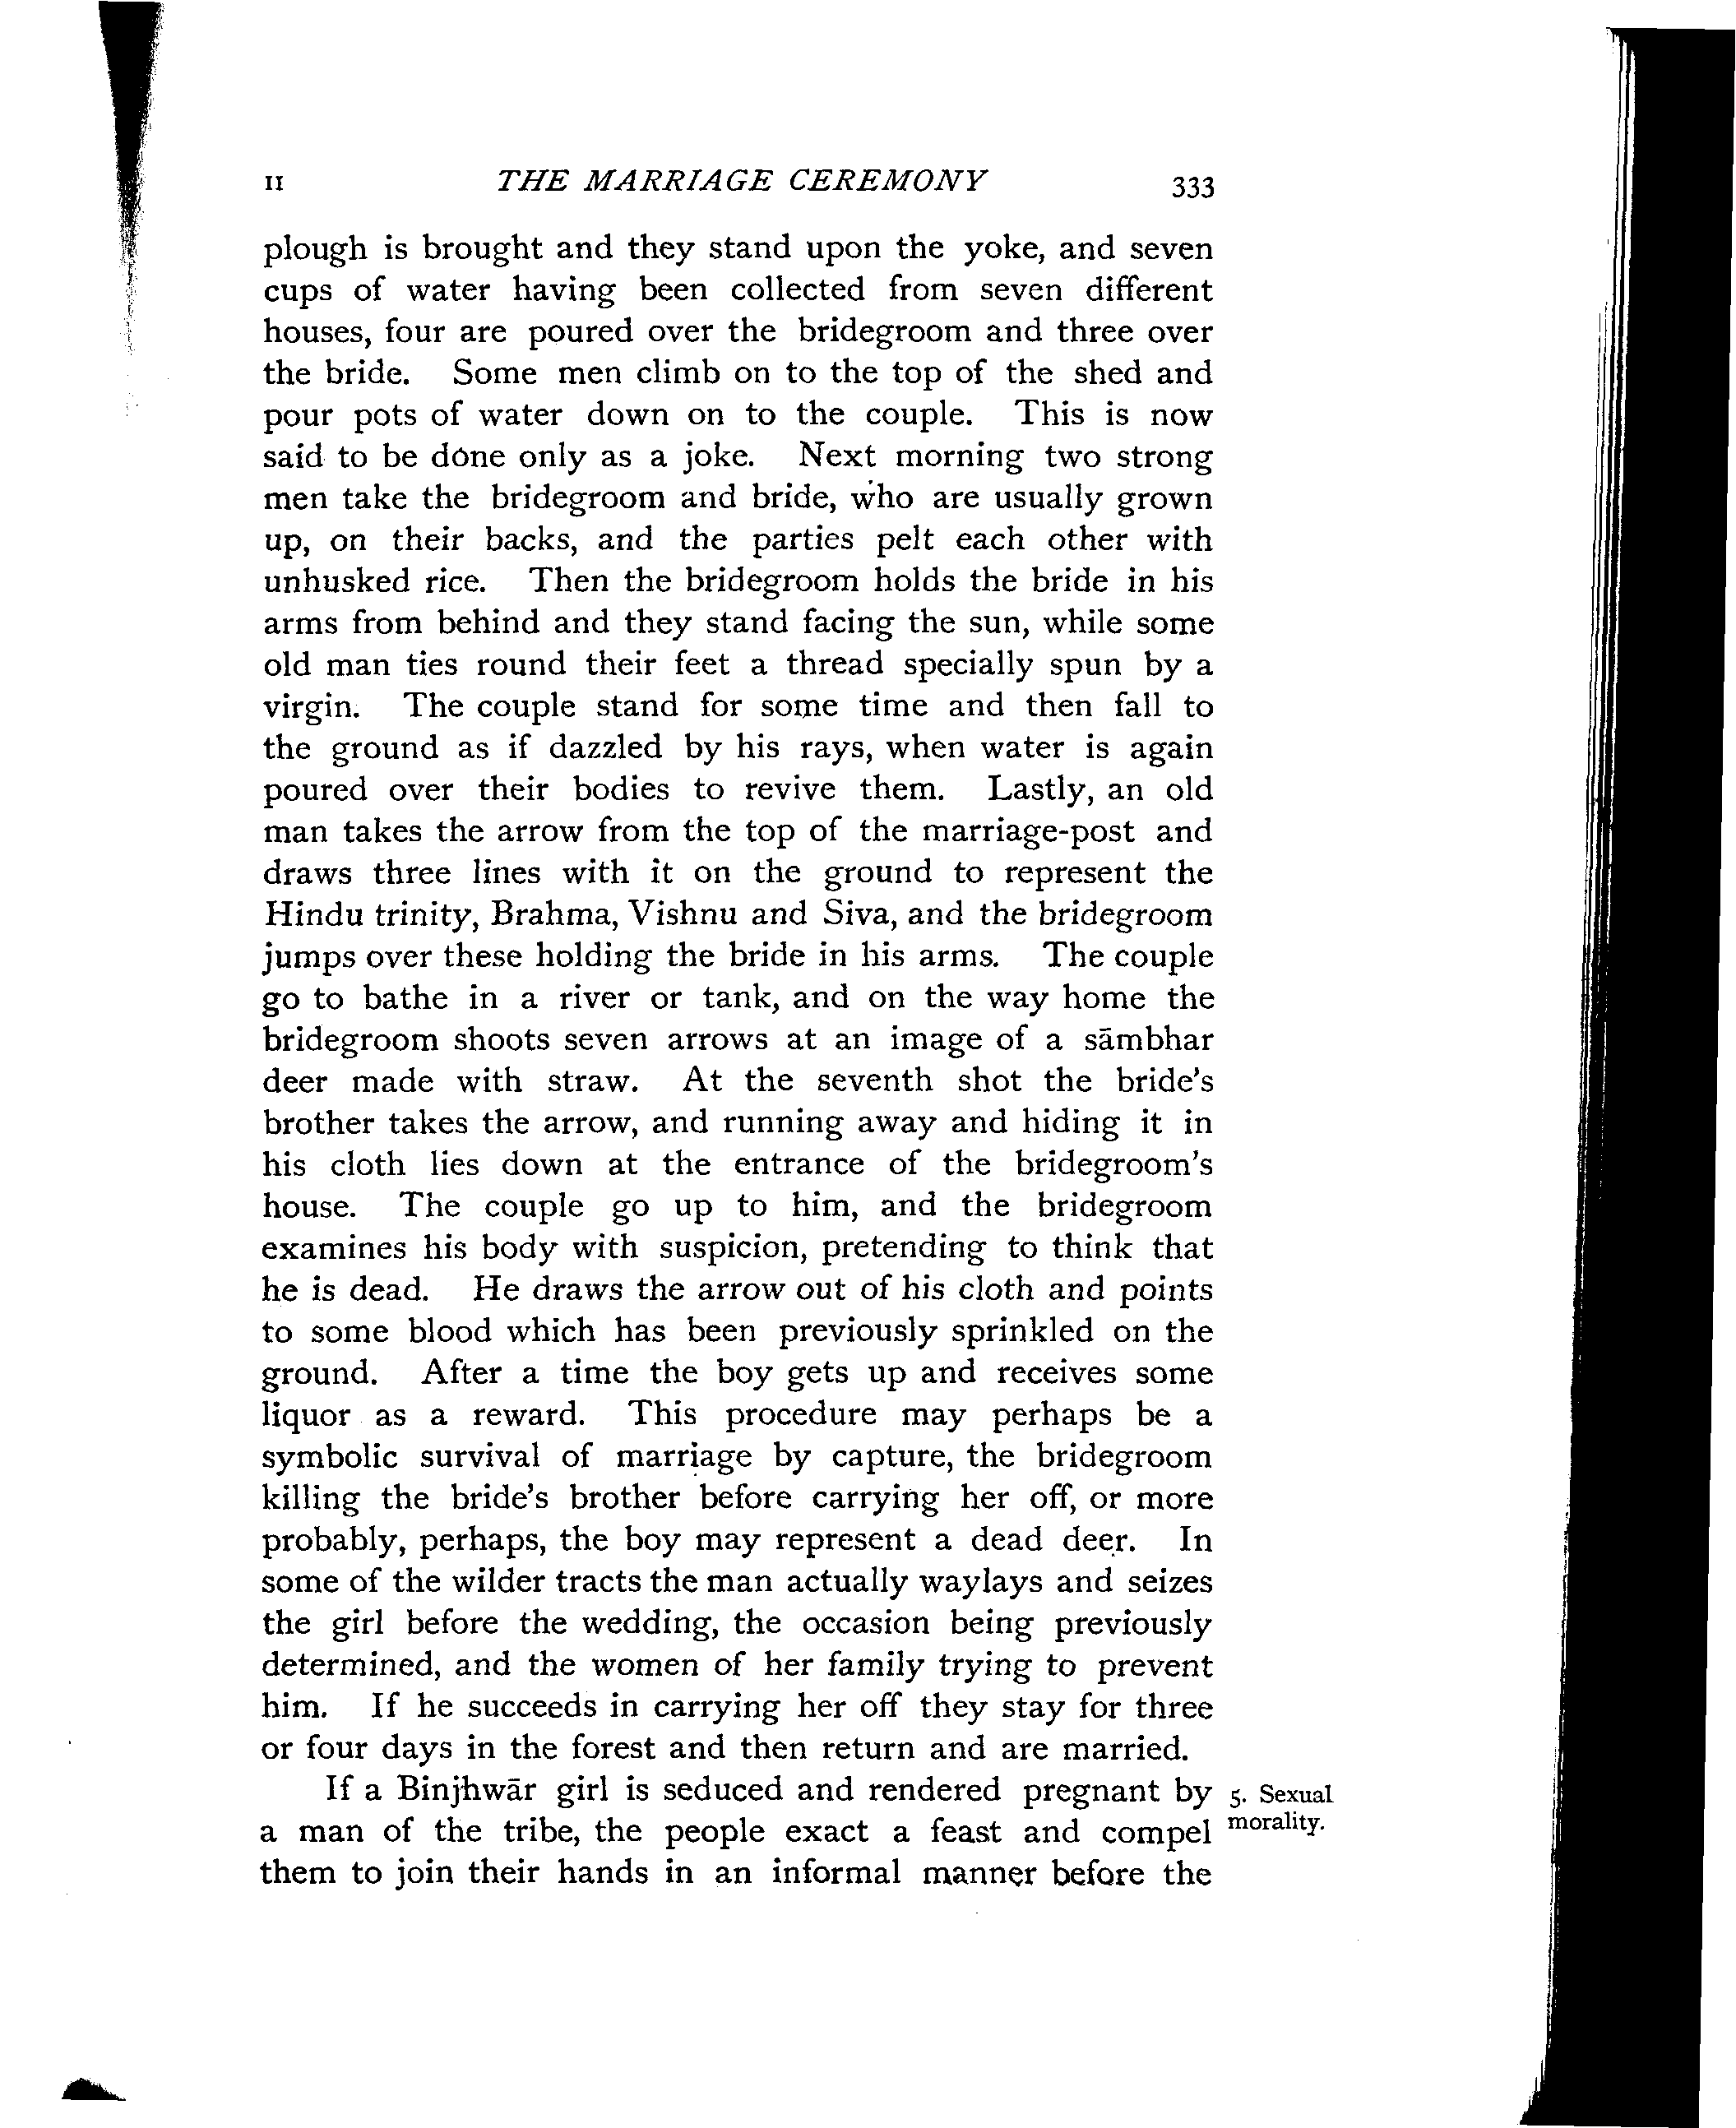 II THE MARRIAGE CEREMONY 333
plough is brought and they stand upon the yoke, and seven
cups of water having been collected from seven different
houses, four are poured over the bridegroom and three over
the bride. Some men climb on to the top of the shed and
pour pots of water down on to the couple. This is now
said to be done only as a joke. Next morning two strong
men take the bridegroom and bride, who are usually grown
up, on their backs, and the parties pelt each other with
unhusked rice. Then the bridegroom holds the bride in his
arms from behind and they stand facing the sun, while some
old man ties round their feet a thread specially spun by a
virgin. The couple stand for some time and then fall to
the ground as if dazzled by his rays, when water is again
poured over their bodies to revive them. Lastly, an old
man takes the arrow from the top of the marriage-post and
draws three lines with it on the ground to represent the
Hindu trinity, Brahma, Vishnu and Siva, and the bridegroom
jumps over these holding the bride in his arms. The couple
go to bathe in a river or tank, and on the way home the
bridegroom shoots seven arrows at an image of a sāmbhar
deer made with straw. At the seventh shot the bride's
brother takes the arrow, and running away and hiding it in
his cloth lies down at the entrance of the bridegroom's
house. The couple go up to him, and the bridegroom
examines his body with suspicion, pretending to think that
he is dead. He draws the arrow out of his cloth and points
to some blood which has been previously sprinkled on the
ground. After a time the boy gets up and receives some
liquor as a reward. This procedure may perhaps be a
symbolic survival of marriage by capture, the bridegroom
killing the bride's brother before carrying her off, or more
probably, perhaps, the boy may represent a dead deer. In
some of the wilder tracts the man actually waylays and seizes
the girl before the wedding, the occasion being previously
determined, and the women of her family trying to prevent
him. If he succeeds in carrying her off they stay for three
or four days in the forest and then return and are married.
If a Binjhwār girl is seduced and rendered pregnant by
a man of the tribe, the people exact a feast and compel
them to join their hands in an informal manner before the
5. Sexual
morality.